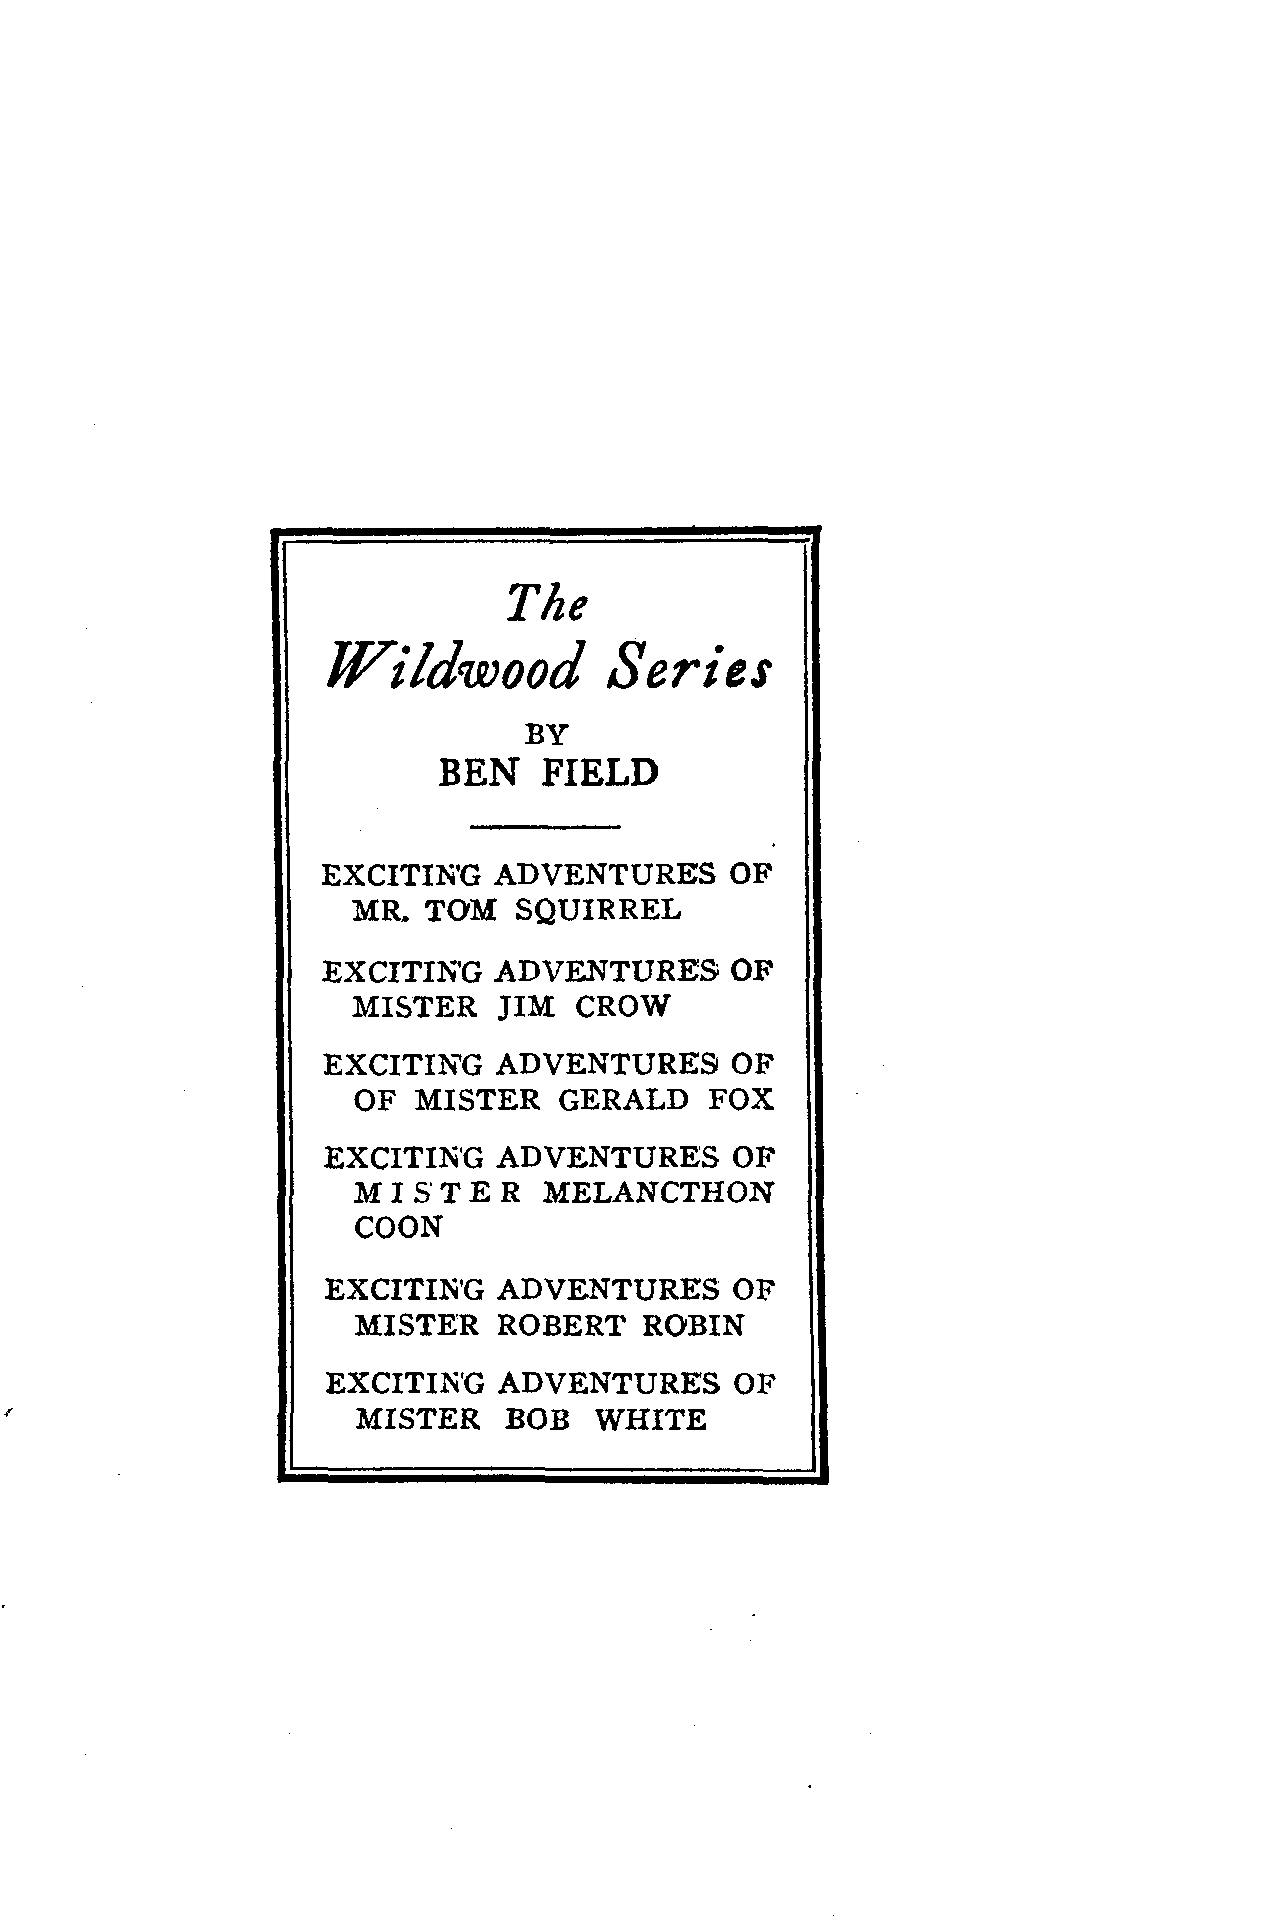 The
Wildwood Series
BY
BEN FIELD
EXCITING ADVENTURES OF
MR. TOM SQUIRREL
EXCITING ADVENTURES OF
MISTER JIM CROW
EXCITING ADVENTURES OF
OF MISTER GERALD FOX
EXCITING ADVENTURES OF
MISTER MELANCTHON
COON
EXCITING ADVENTURES OF
MISTER ROBERT ROBIN
EXCITING ADVENTURES OF
MISTER BOB WHITE